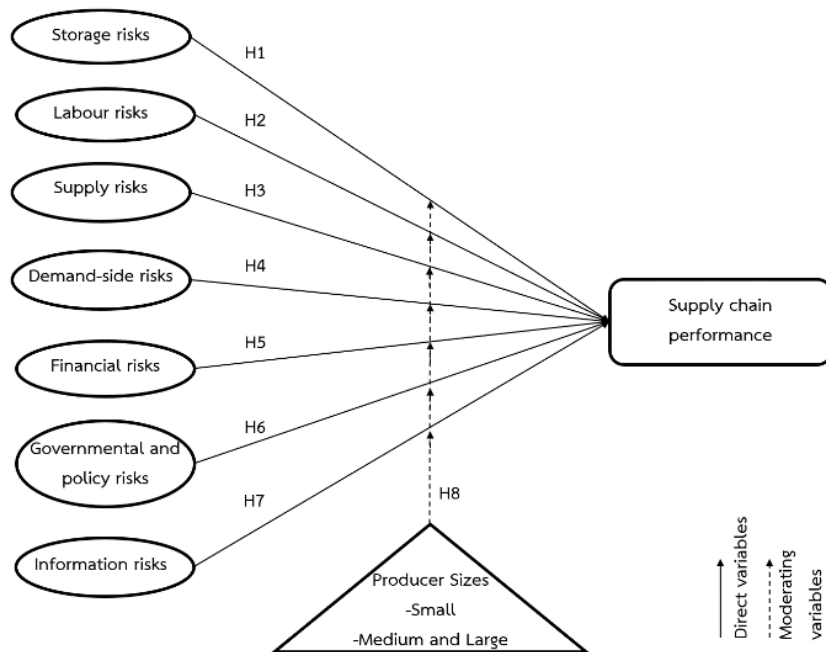 Storage risks
H1
Labour risks
H2
Supply risks
H3
Demand-side risks
H4
Supply chain
performance
Financial risks
H5
Governmental and
policy risks
H6
H7
Information risks
H8
Producer Sizes
-Small
-Medium and Large
Direct variables
Moderating
variables